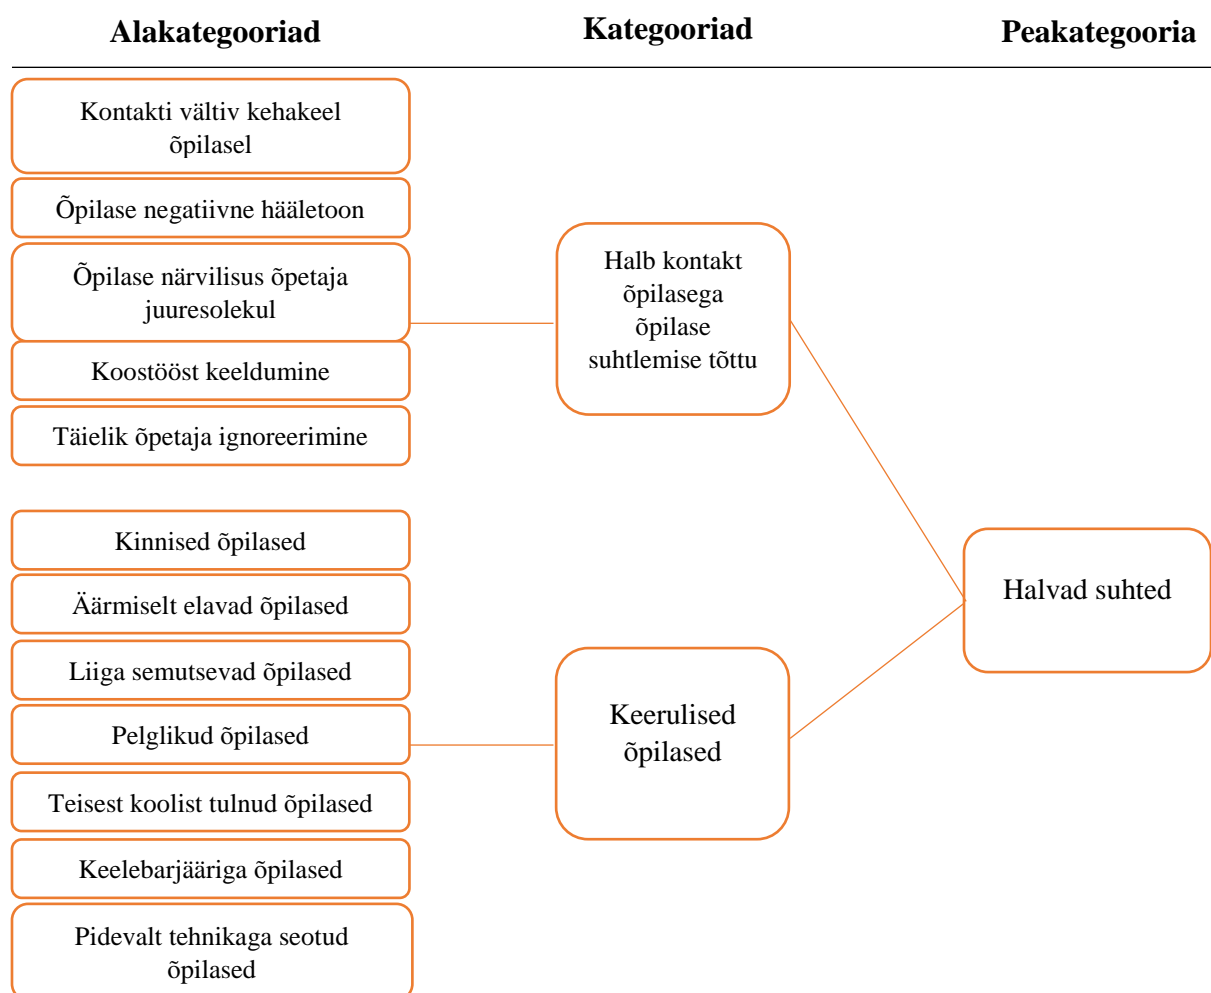 Alakategooriad
Kategooriad
Peakategooria
Kontakti vältiv kehakeel
õpilasel
Õpilase negatiivne hääletoon
Õpilase närvilisus õpetaja
juuresolekul
Koostööst keeldumine
Täielik õpetaja ignoreerimine
Halb kontakt
õpilasega
õpilase
suhtlemise tõttu
Kinnised õpilased
Äärmiselt elavad õpilased
Liiga semutsevad õpilased
Pelglikud õpilased
Teisest koolist tulnud õpilased
Keelebarjääriga õpilased
Pidevalt tehnikaga seotud
õpilased
Keerulised
õpilased
Halvad suhted